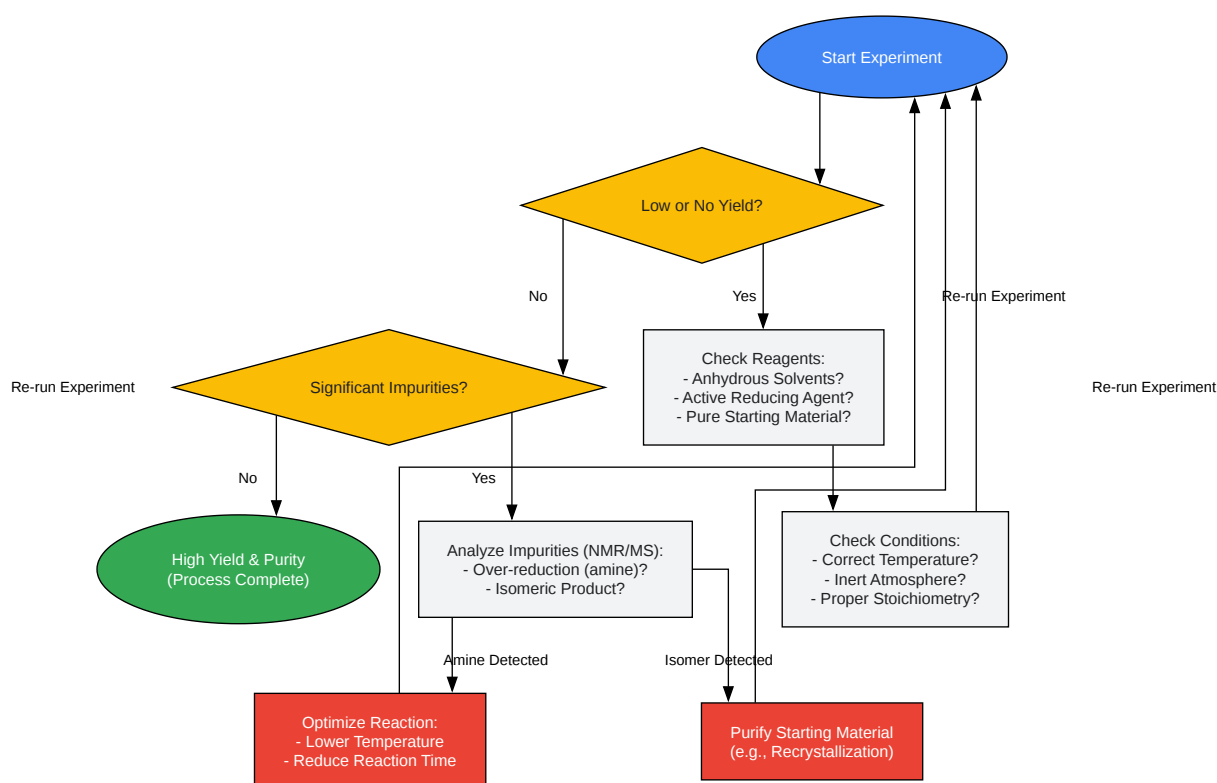 Start Experiment
Low or No Yield?
No
Yes
Re-run Experiment
Check Reagents:
- Anhydrous Solvents?
- Active Reducing Agent?
- Pure Starting Material?
Re-run Experiment
Significant Impurities?
Re-run Experiment
No
Yes
High Yield & Purity
(Process Complete)
Analyze Impurities (NMR/MS):
- Over-reduction (amine)?
- Isomeric Product?
Check Conditions:
- Correct Temperature?
- Inert Atmosphere?
- Proper Stoichiometry?
Amine Detected
Isomer Detected
Optimize Reaction:
- Lower Temperature
- Reduce Reaction Time
Purify Starting Material
(e.g., Recrystallization)